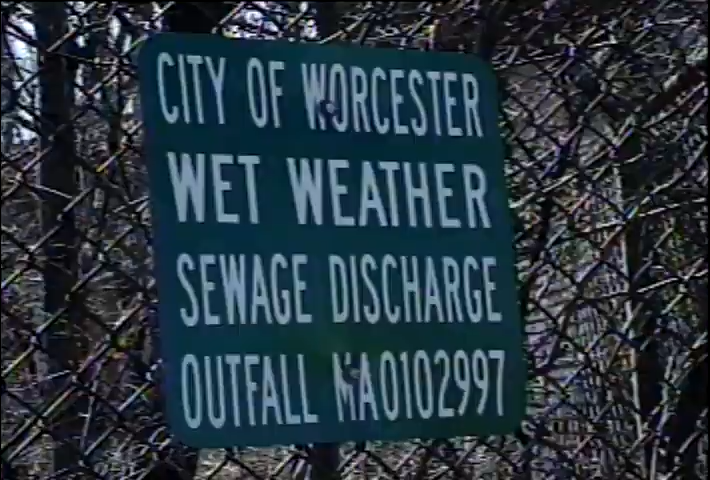 CITY OF WORCESTER
WET WEATHER
SEWAGE DISCHARGE
OUTFALL MA0102997